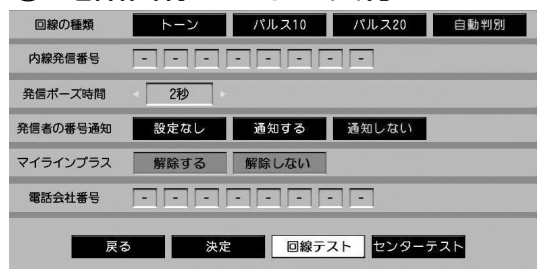 回線の種類 トーン パルス10 パルス20 自動判別
内線発信番号 - - - - - - - -
発信ポーズ時間 2秒
発信者の番号通知 設定なし 通知する 通知しない
マイラインプラス 解除する 解除しない
電話会社番号 - - - - - - - -
戻る 決定 回線テスト センターテスト